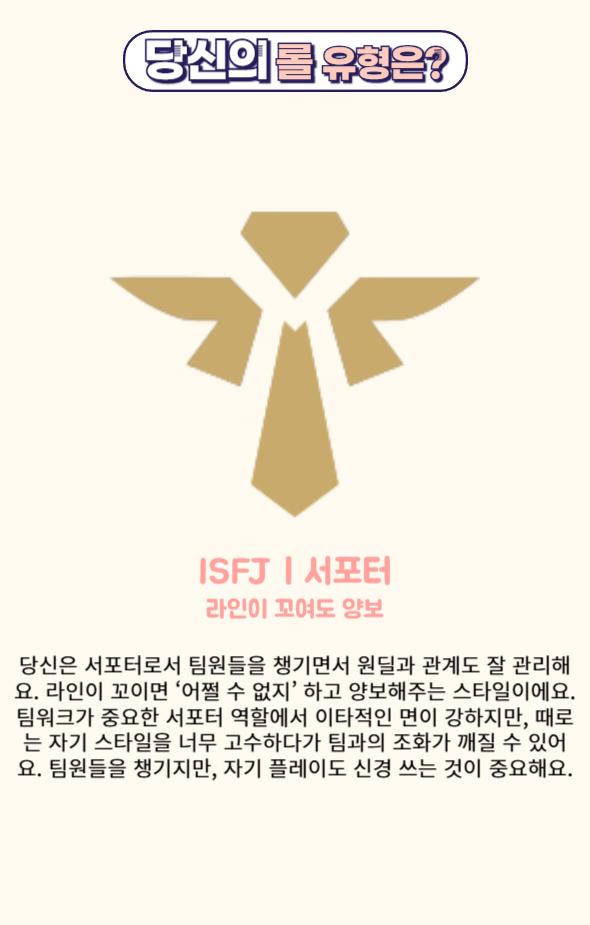 당신의 롤 유형은?
ISFJ | 서포터
라인이 꼬여도 양보
당신은 서포터로서 팀원들을 챙기면서 원딜과 관계도 잘 관리해
요. 라인이 꼬이면 ‘어쩔 수 없지’ 하고 양보해주는 스타일이에요.
팀워크가 중요한 서포터 역할에서 이타적인 면이 강하지만, 때로
는 자기 스타일을 너무 고수하다가 팀과의 조화가 깨질 수 있어
요. 팀원들을 챙기지만, 자기 플레이도 신경 쓰는 것이 중요해요.